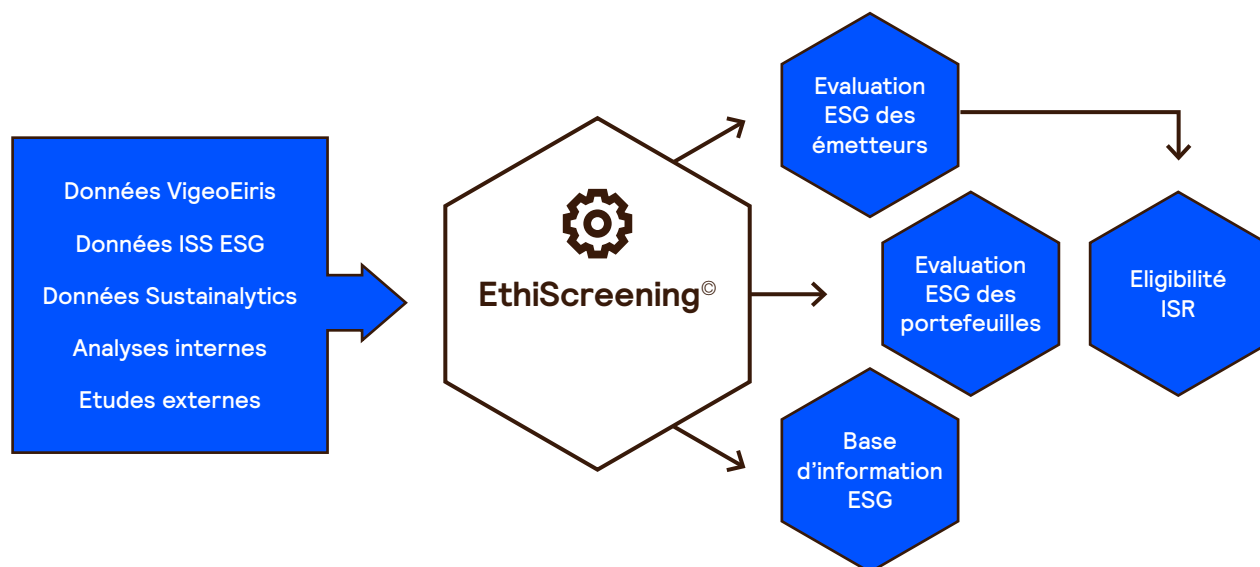 Données VigeoEiris
Données ISS ESG
Données Sustainalytics
Analyses internes
Etudes externes
EthiScreening©
Evaluation
ESG des
émetteurs
Evaluation
ESG des
portefeuilles
Eligibilité
ISR
Base
d'information
ESG